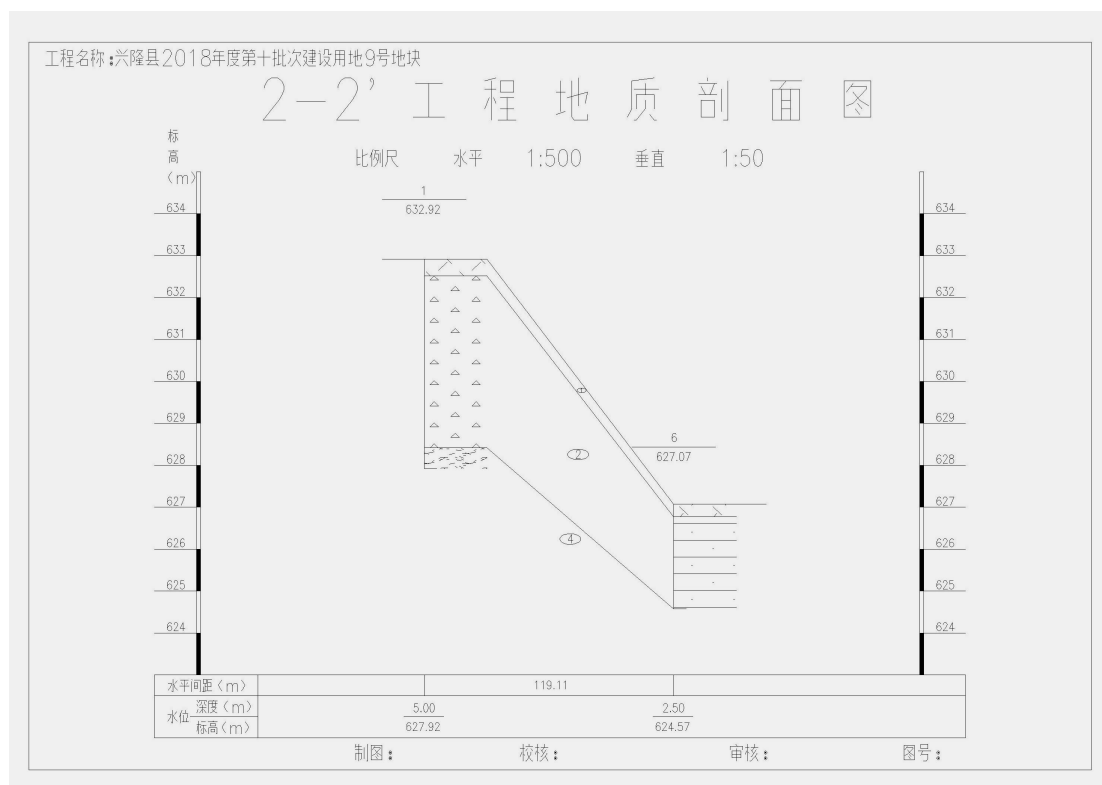 工程名称:兴隆县2018年度第十批次建设用地9号地块
2-2’工程地质剖面图
比例尺 水平 1:500 垂直 1:50
标
高
(m)
1
632.92
634 634
633 633
632 632
631 631
630 630
629 629
628 628
627 627
626 626
625 625
624 624
1
6
627.07
2
4
水平间距(m) 119.11
水位 深度(m) 5.00 2.50
标高(m) 627.92 624.57
制图: 校核: 审核: 图号: